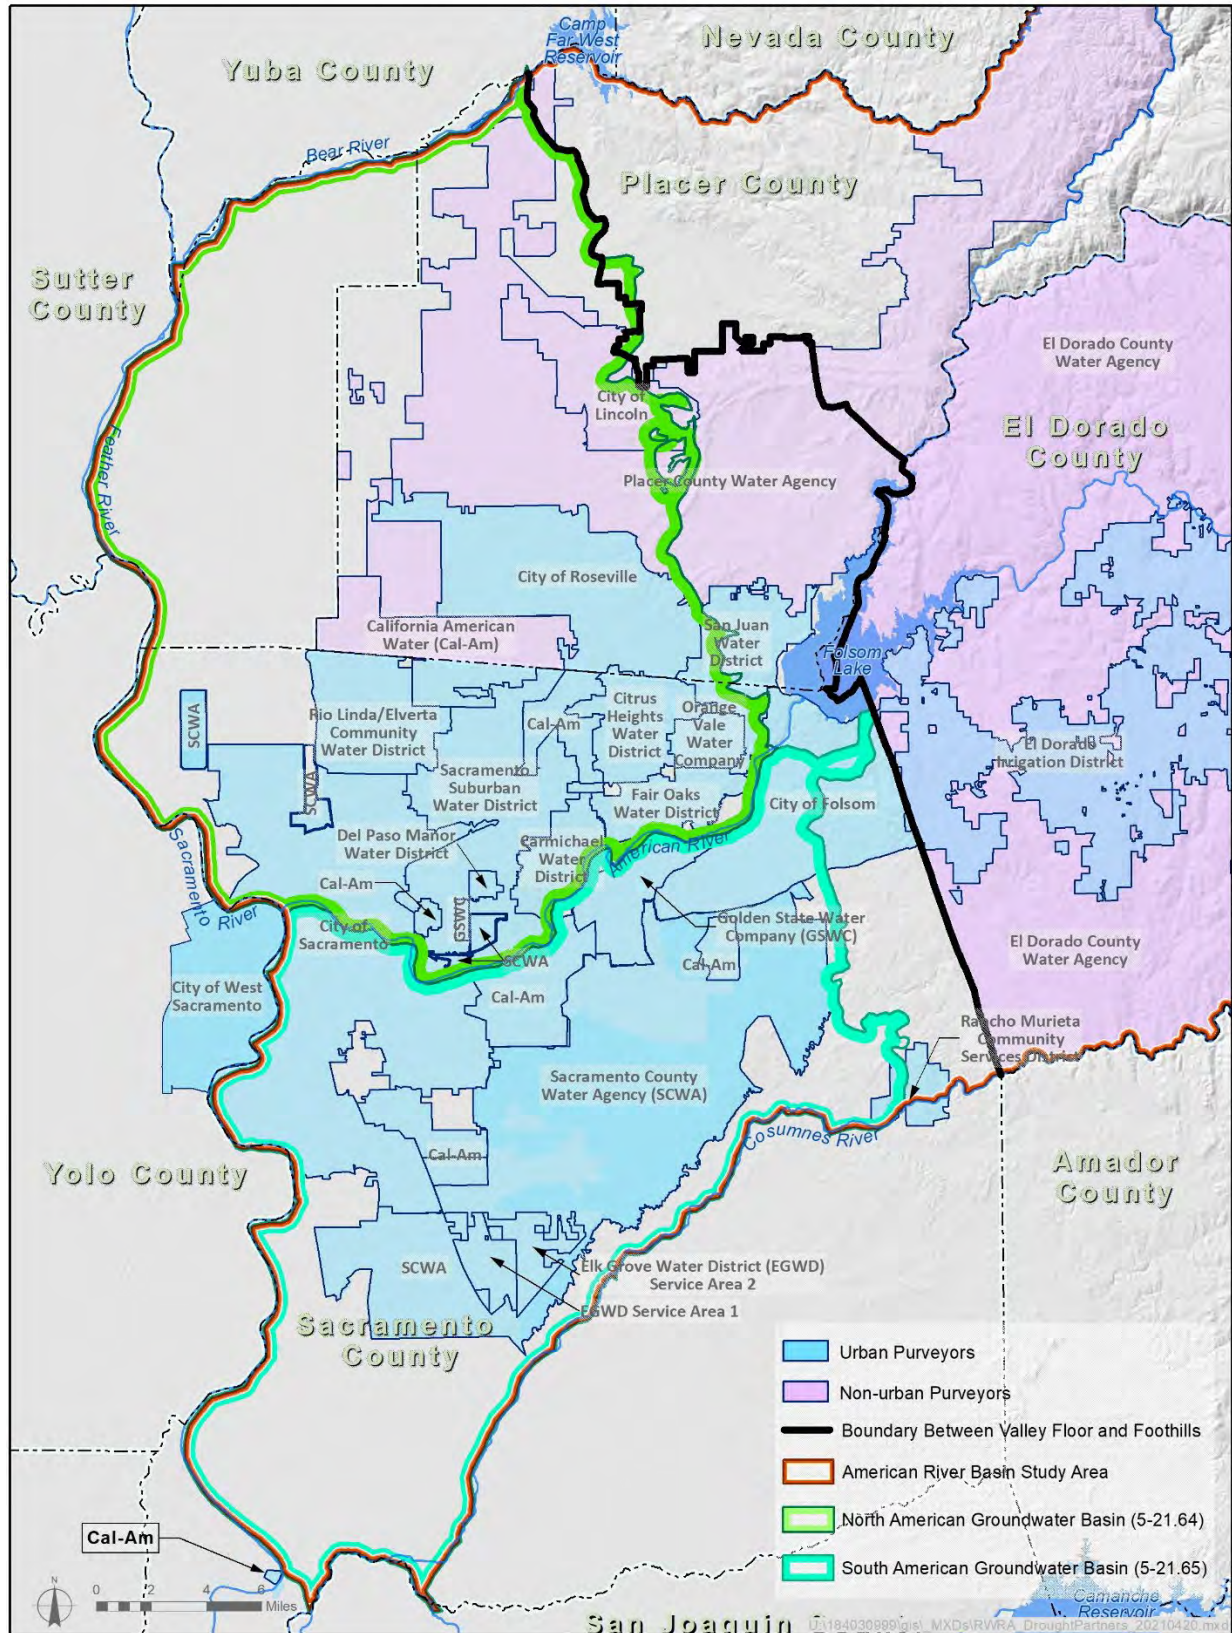 Camp
Far West
Reservoir
Nevada County
Yuba County
Bear River
Placer County
Sutter
County
El Dorado County
Water Agency
City of
Lincoln
El Dorado
County
Feather River
Placer County Water Agency
City of Roseville
California American
Water (Cal-Am)
San Juan
Water
District
Folsom
Lake
SCWA
Rio Linda/Elverta
Community
Water District
Cal-Am
Citrus
Heights
Water
District
Orange
Vale
Water
Company
El Dorado
Irrigation District
SCWA
Sacramento
Suburban
Water District
Fair Oaks
Water District
City of Folsom
Del Paso Manor
Water District
Carmichael
Water
District
American River
Sacramento
River
Cal-Am
GSWC
City of
Sacramento
Golden State Water
Company (GSWC)
SCWA
Cal-Am
El Dorado County
Water Agency
City of West
Sacramento
Cal-Am
Rancho Murieta
Community
Services District
Sacramento County
Water Agency (SCWA)
Cosumnes River
Cal-Am
Yolo County
Amador
County
SCWA
Elk Grove Water District (EGWD)
Service Area 2
EGWD Service Area 1
Sacramento
County
Urban Purveyors
Non-urban Purveyors
Boundary Between Valley Floor and Foothills
American River Basin Study Area
North American Groundwater Basin (5-21.64)
South American Groundwater Basin (5-21.65)
Cal-Am
N
0 2 4 6
Miles
Camanche
Reservoir
San Joaquin
U:\184030999\gis\_MXDs\RWRA_DroughtPartners_20210420.mxd